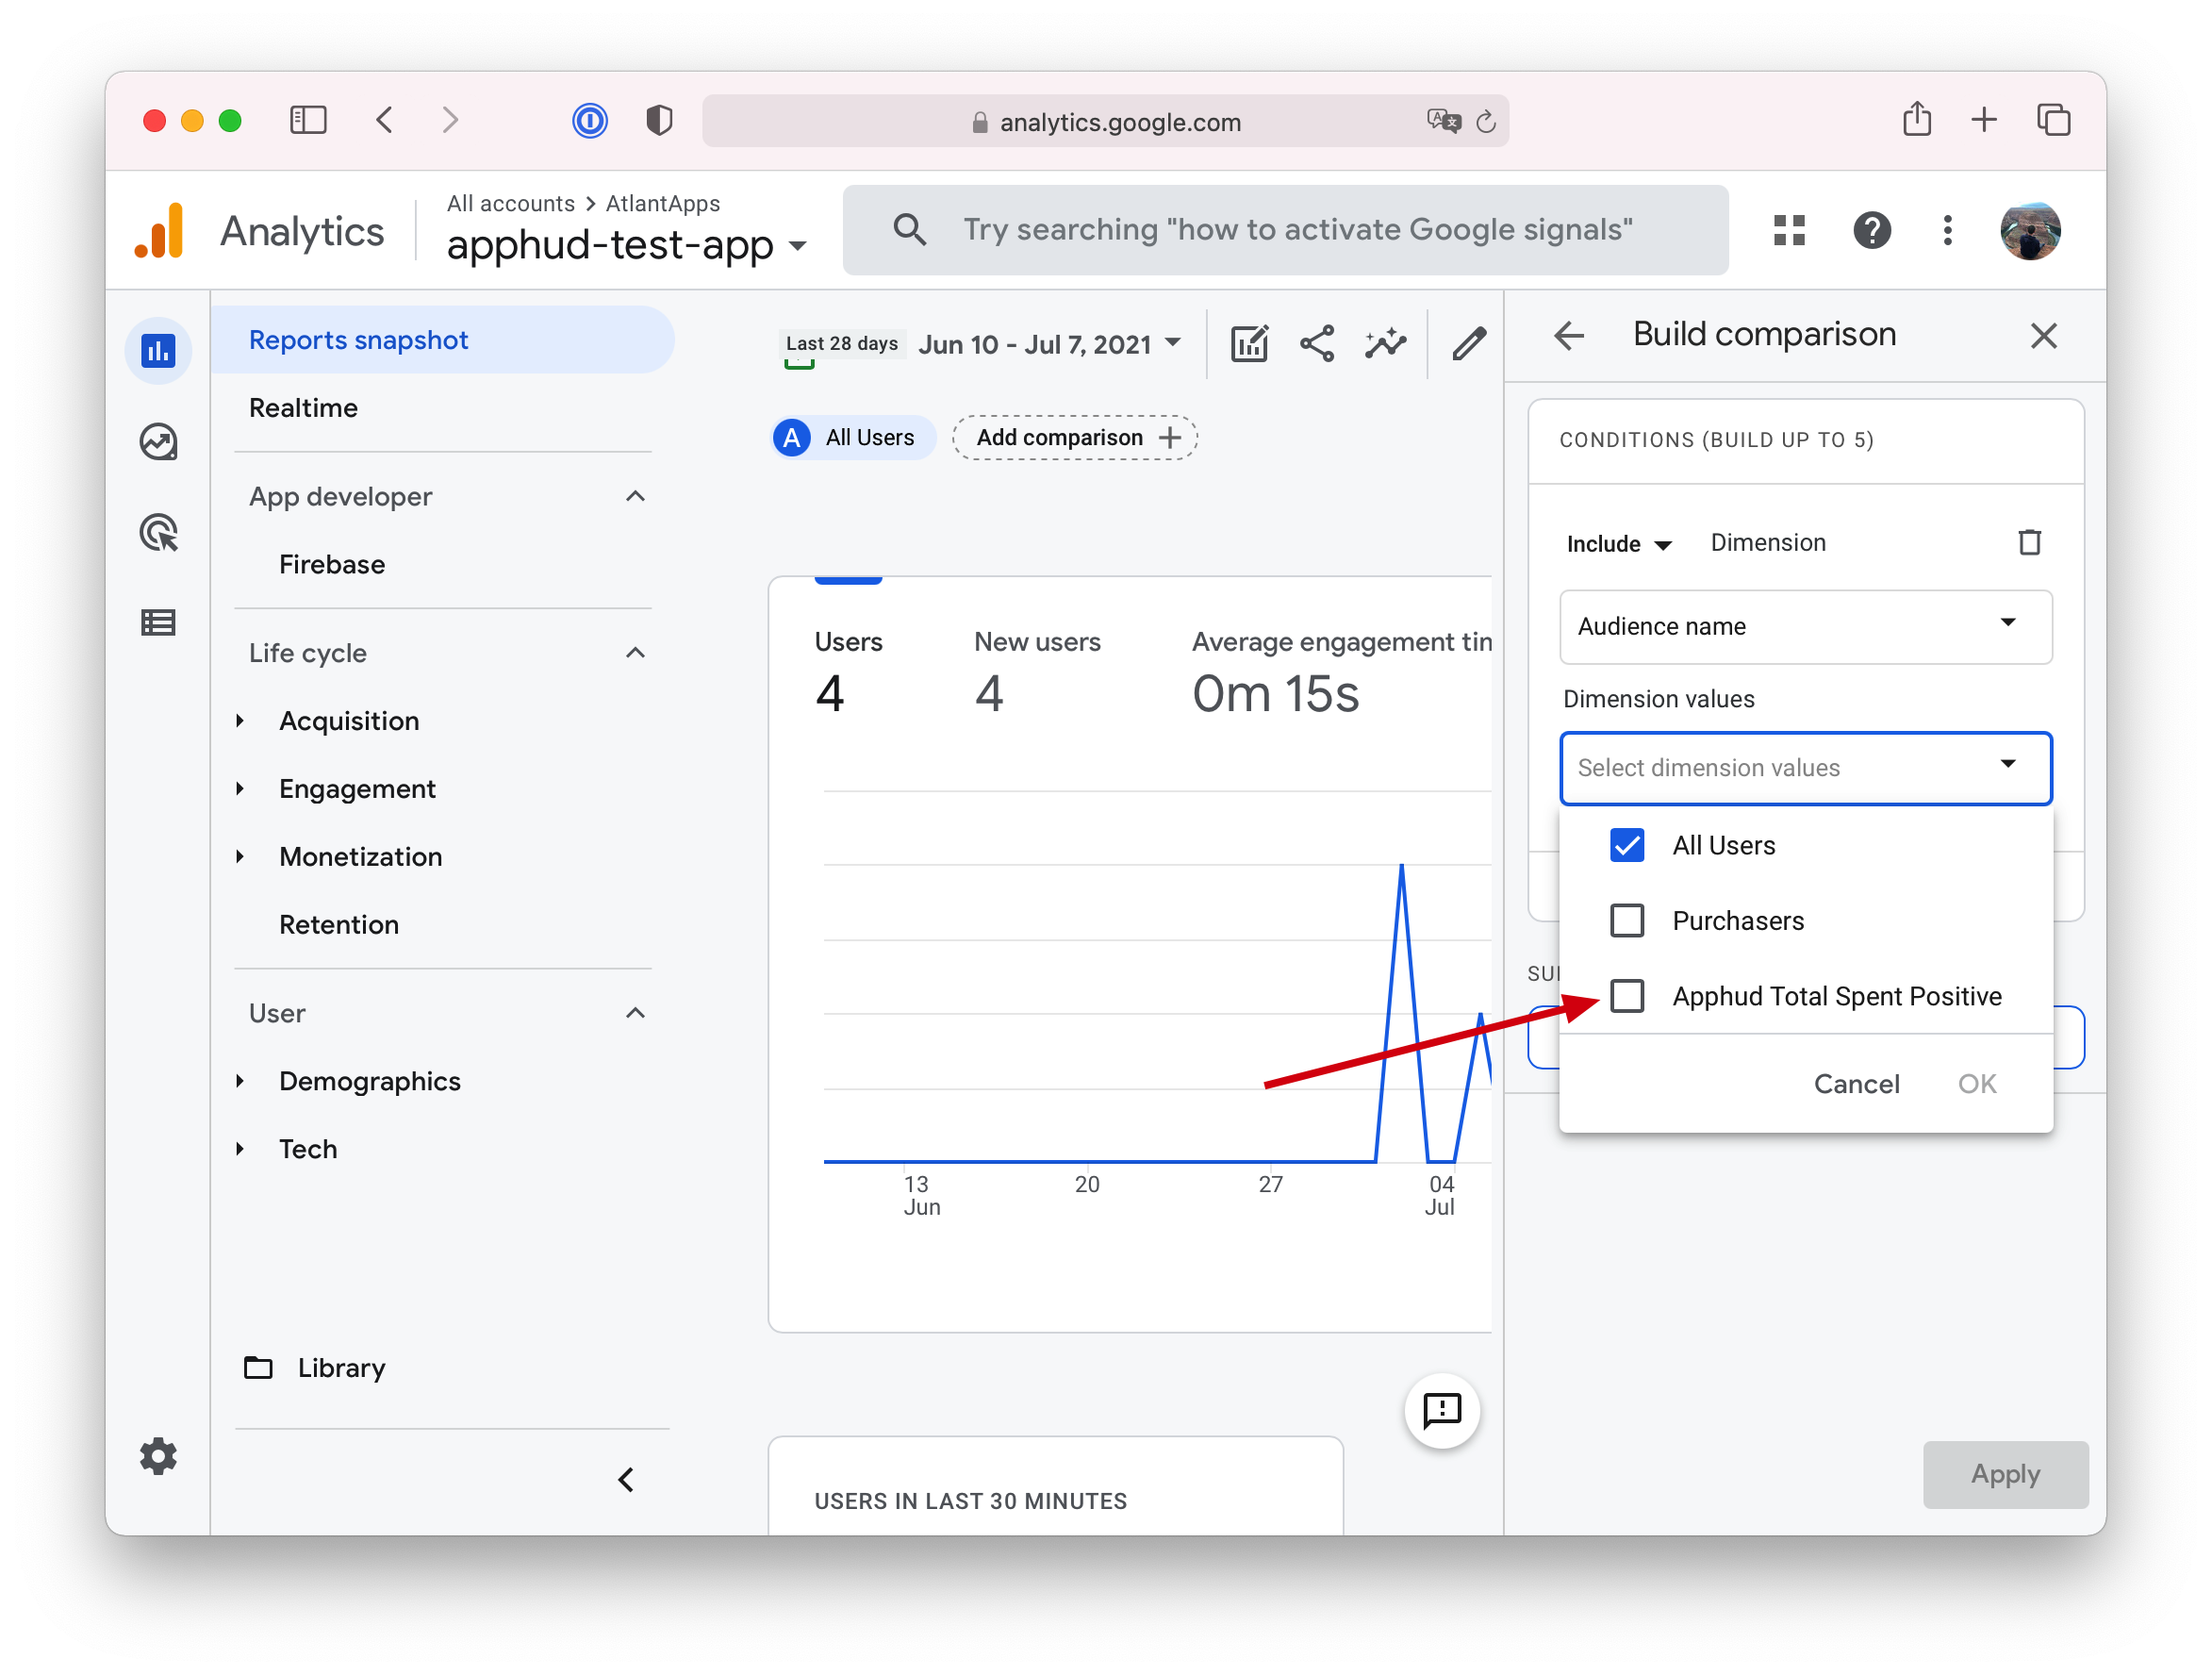 analytics.google.com
Analytics
All accounts > AtlantApps
apphud-test-app
Try searching "how to activate Google signals"
Reports snapshot
Realtime
App developer
Firebase
Life cycle
Acquisition
Engagement
Monetization
Retention
User
Demographics
Tech
Library
Last 28 days Jun 10 - Jul 7, 2021
A All Users Add comparison +
Users New users Average engagement tim
4 4 0m 15s
13 20 27 04
Jun Jul
USERS IN LAST 30 MINUTES
Build comparison
CONDITIONS (BUILD UP TO 5)
Include Dimension
Audience name
Dimension values
Select dimension values
All Users
Purchasers
Apphud Total Spent Positive
Cancel OK
Apply